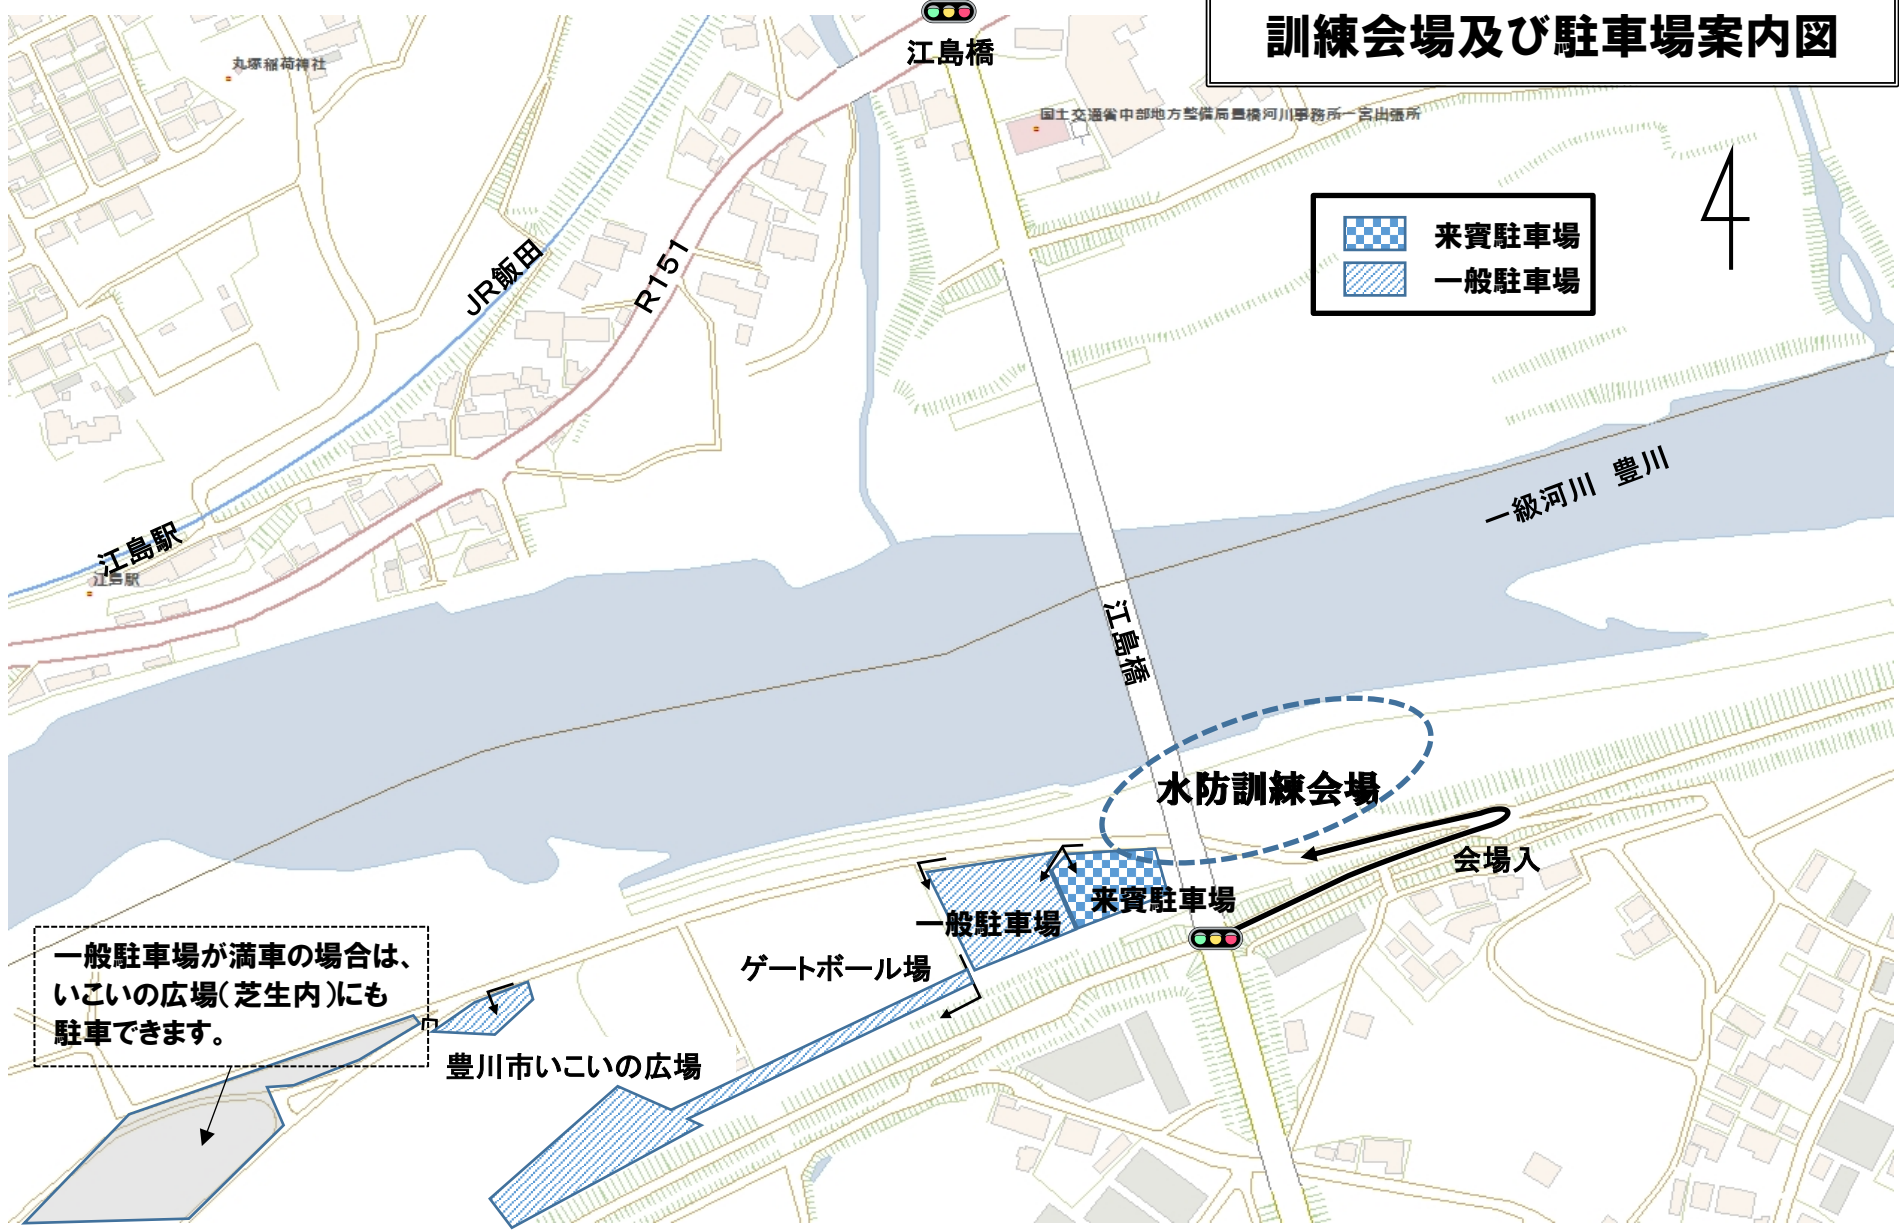 訓練会場及び駐車場案内図
江島橋
丸塚稲荷神社
国土交通省中部地方整備局豊橋河川事務所一宮出張所
来賓駐車場
一般駐車場
JR飯田
R151
一級河川 豊川
江島駅
江島駅
江島橋
水防訓練会場
会場入
来賓駐車場
一般駐車場
ゲートボール場
一般駐車場が満車の場合は、
いこいの広場(芝生内)にも
駐車できます。
豊川市いこいの広場